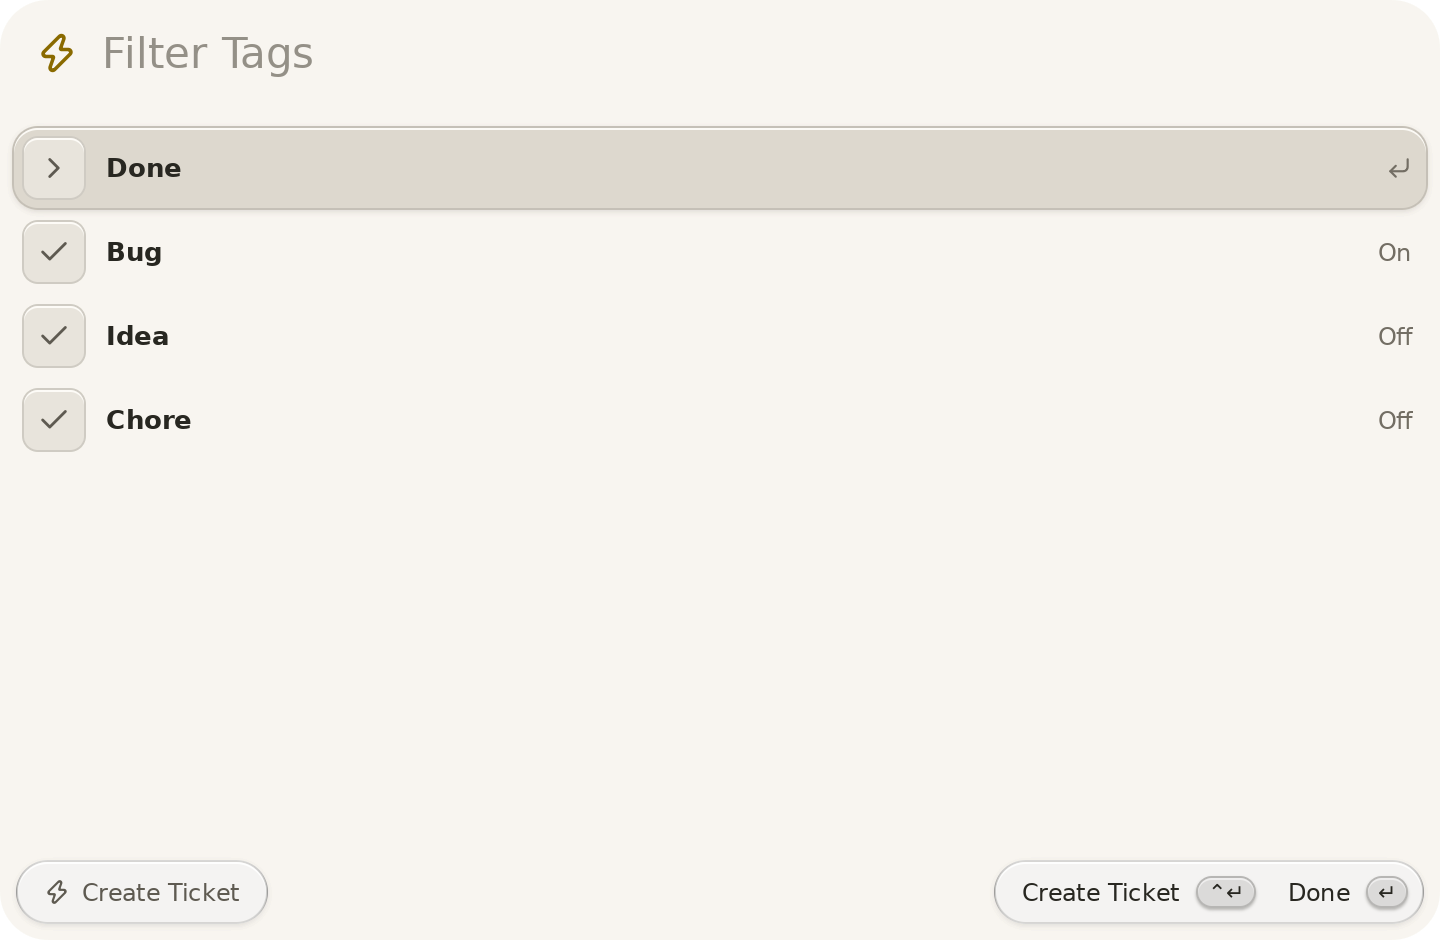 Filter Tags
Done
Bug On
Idea Off
Chore Off
Create Ticket
Create Ticket ^↵ Done ↵